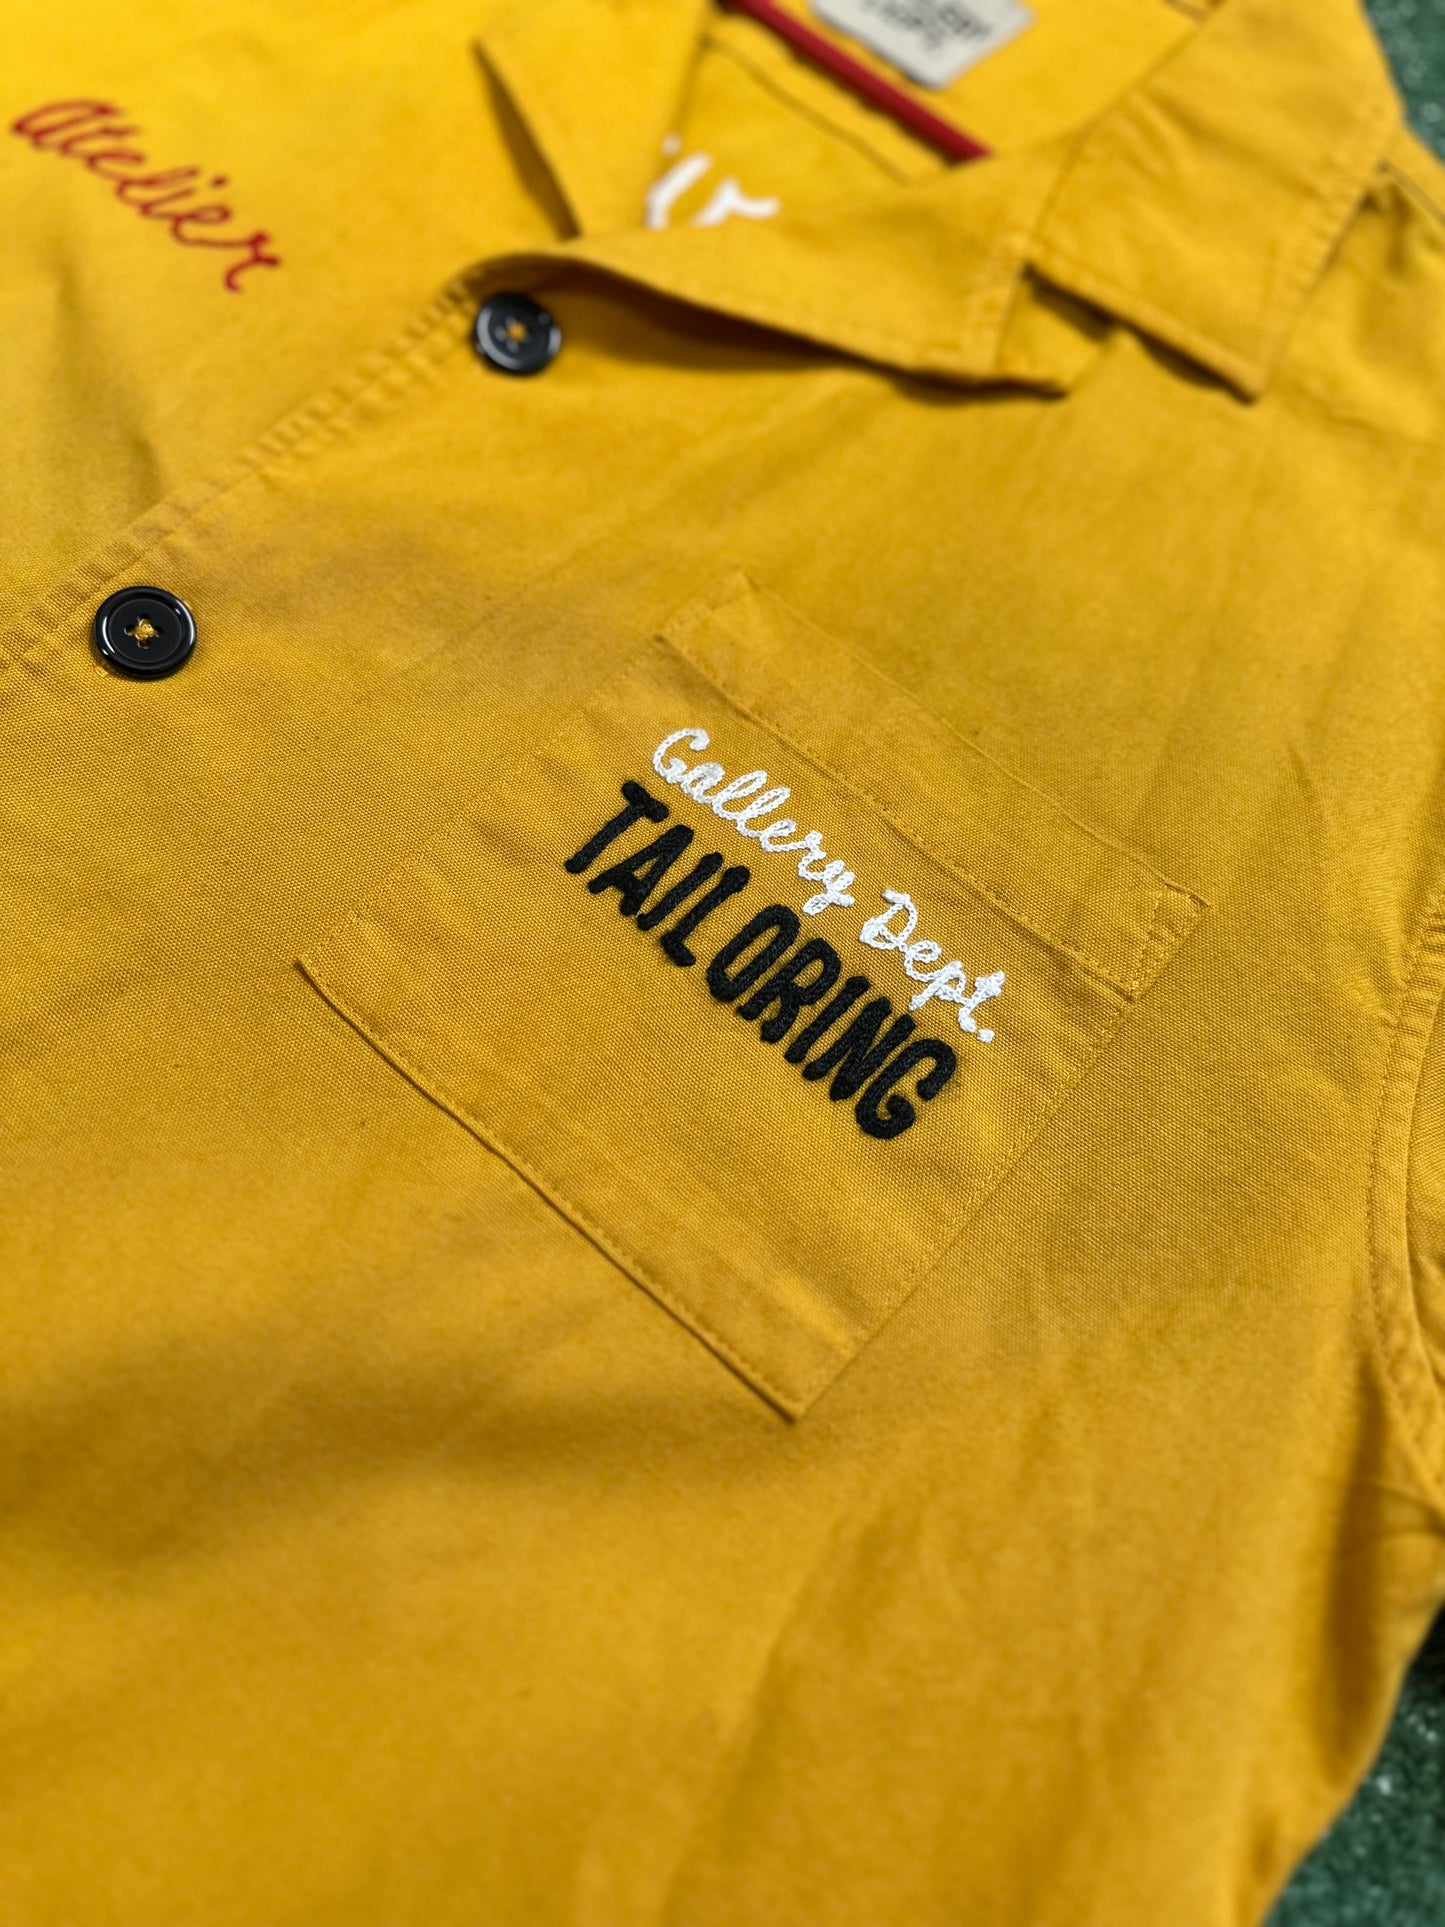 atelier
Gallery Dept.
TAILORING